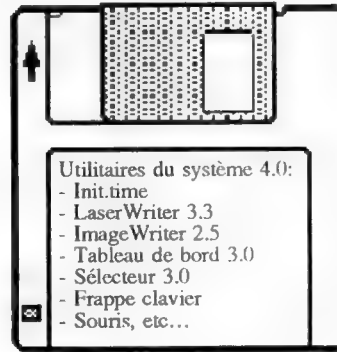 Utilitaires du système 4.0:
- Init.time
- LaserWriter 3.3
- ImageWriter 2.5
- Tableau de bord 3.0
- Sélecteur 3.0
- Frappe clavier
- Souris, etc...